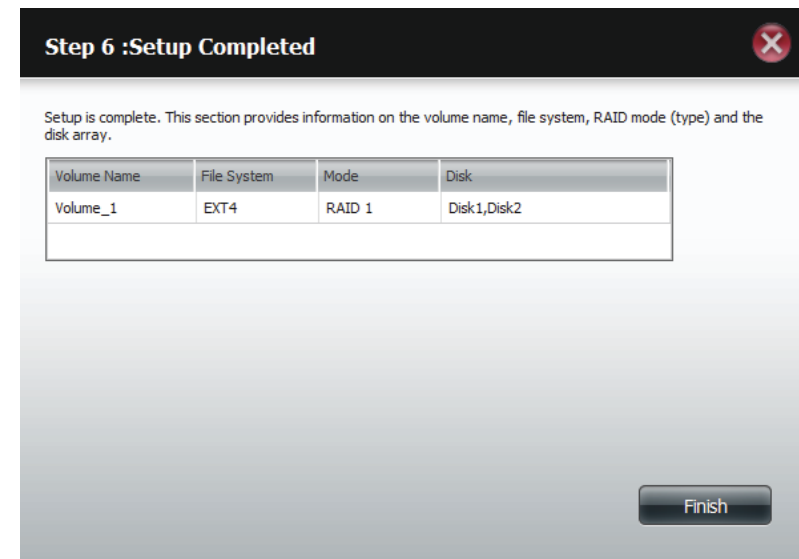 Step 6 :Setup Completed
Setup is complete. This section provides information on the volume name, file system, RAID mode (type) and the
disk array.
Volume Name File System Mode Disk
Volume_1 EXT4 RAID 1 Disk1,Disk2
Finish